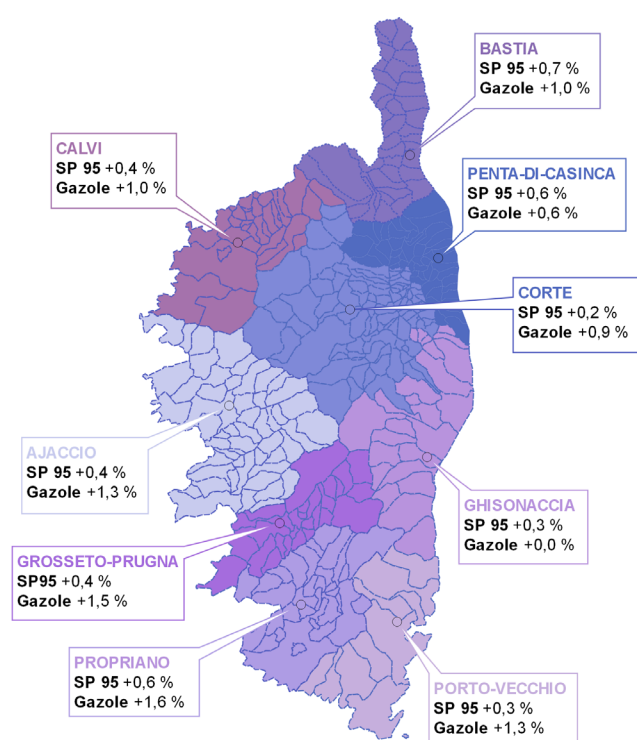 BASTIA
SP 95 +0,7 %
Gazole +1,0 %
CALVI
SP 95 +0,4 %
Gazole +1,0 %
PENTA-DI-CASINCA
SP 95 +0,6 %
Gazole +0,6 %
CORTE
SP 95 +0,2 %
Gazole +0,9 %
AJACCIO
SP 95 +0,4 %
Gazole +1,3 %
GHISONACCIA
SP 95 +0,3 %
Gazole +0,0 %
GROSSETO-PRUGNA
SP95 +0,4 %
Gazole +1,5 %
PROPRIANO
SP 95 +0,6 %
Gazole +1,6 %
PORTO-VECCHIO
SP 95 +0,3 %
Gazole +1,3 %